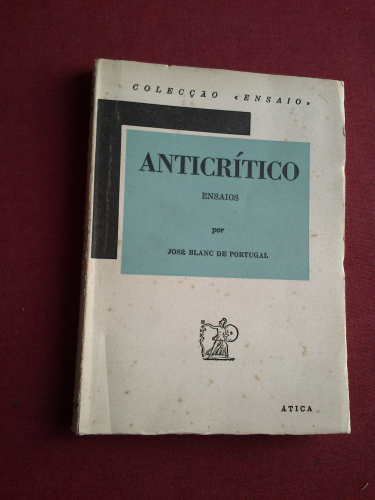 COLECÇÃO «ENSAIO»
ANTICRÍTICO
ENSAIOS
por
JOSÉ BLANC DE PORTUGAL
ÁTICA